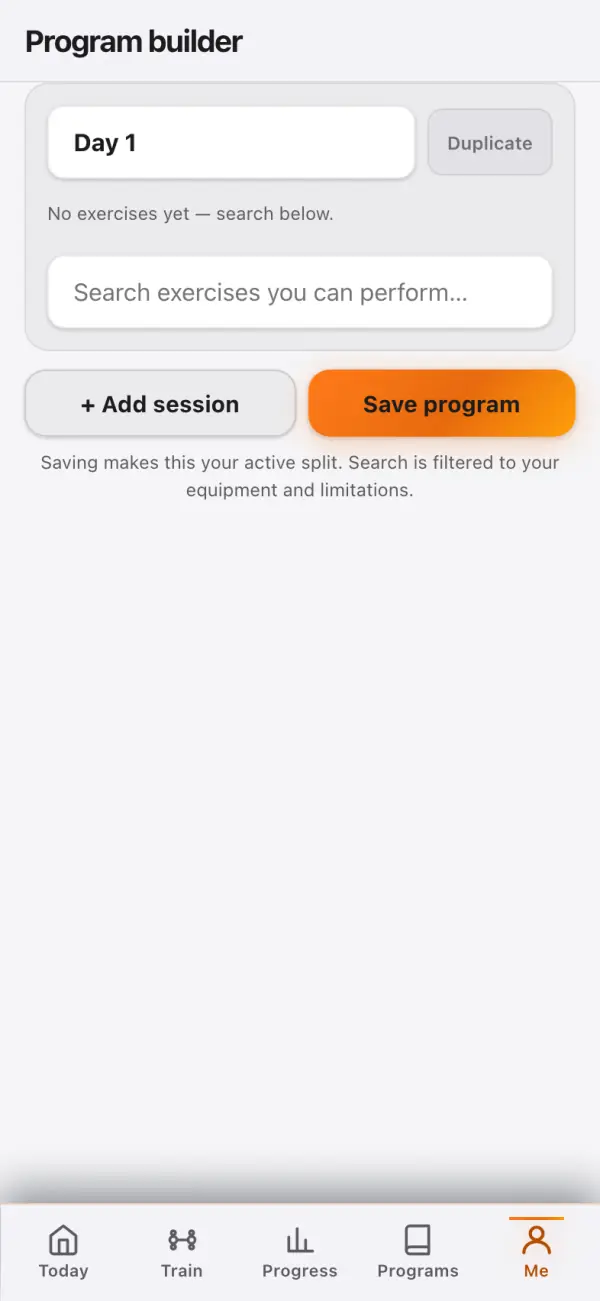 Program builder
Day 1
Duplicate
No exercises yet — search below.
Search exercises you can perform...
+ Add session
Save program
Saving makes this your active split. Search is filtered to your
equipment and limitations.
Today
Train
Progress
Programs
Me